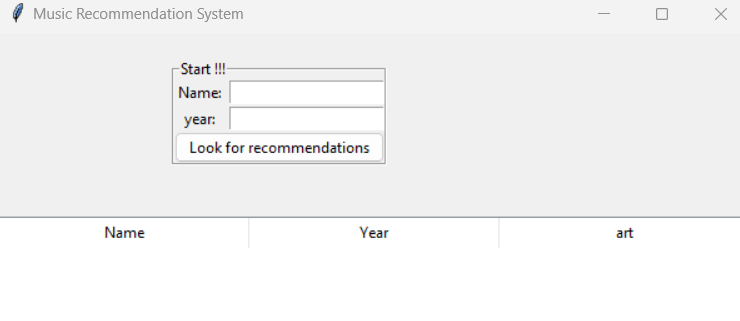 Music Recommendation System
Start !!!
Name:
year:
Look for recommendations
Name Year art